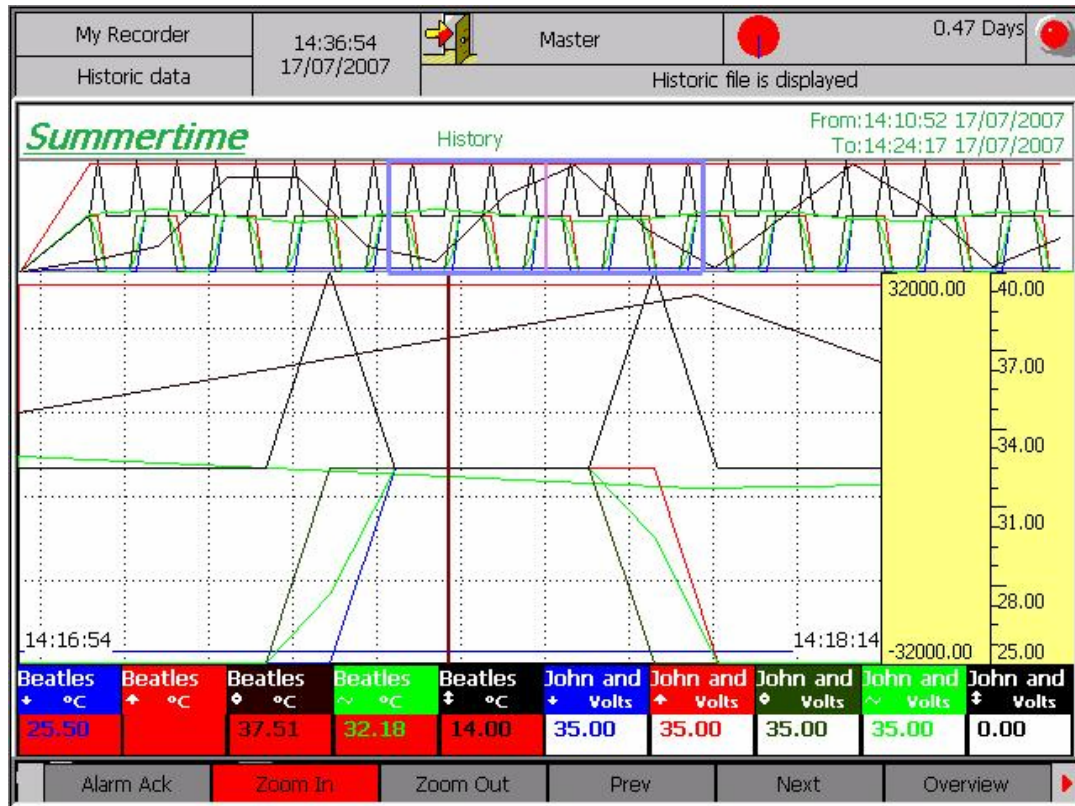 My Recorder
14:36:54
17/07/2007
Master
0.47 Days
Historic data
Historic file is displayed
Summertime
History
From:14:10:52 17/07/2007
To:14:24:17 17/07/2007
32000.00
40.00
37.00
34.00
31.00
28.00
14:16:54
14:18:14
-32000.00
25.00
Beatles Beatles Beatles Beatles Beatles John and John and John and John and John and
°C °C °C °C °C Volts Volts Volts Volts Volts
25.50 37.51 32.18 14.00 35.00 35.00 35.00 35.00 0.00
Alarm Ack Zoom In Zoom Out Prev Next Overview